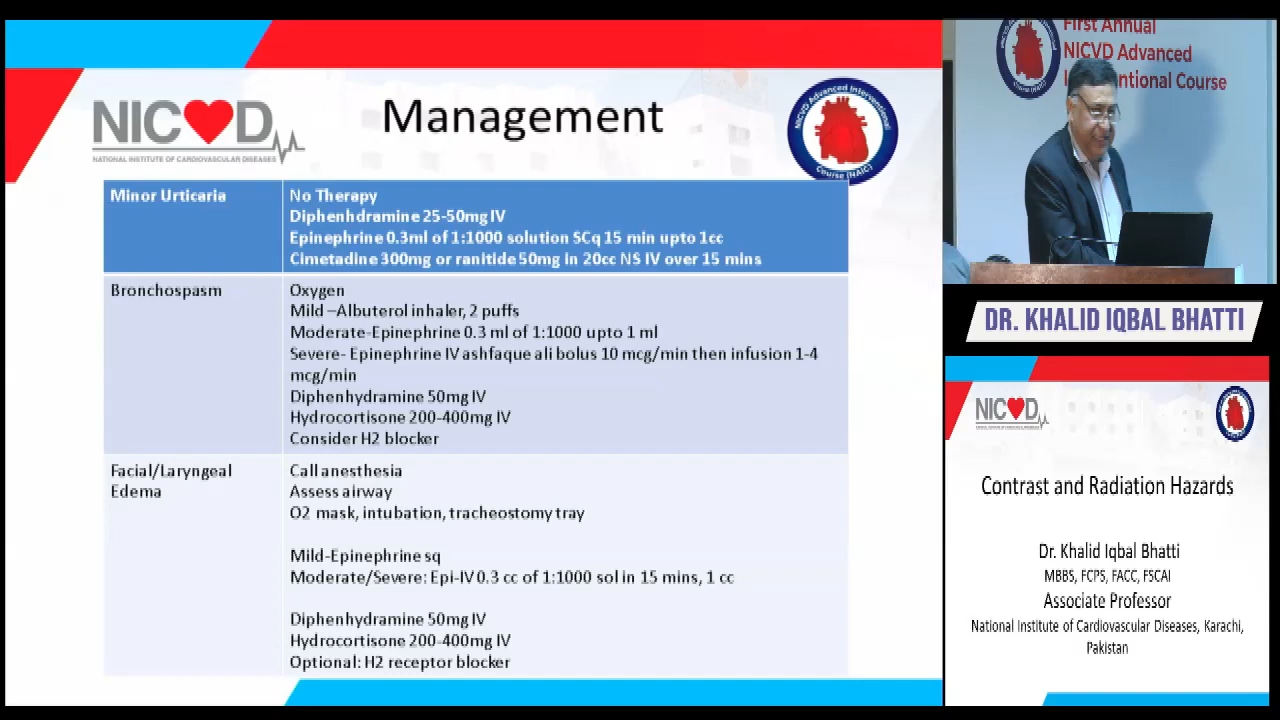 NICVD
NATIONAL INSTITUTE OF CARDIOVASCULAR DISEASES
Management
NICVD Advanced Interventional
Course (NAIC)
Minor Urticaria
No Therapy
Diphenhdramine 25-50mg IV
Epinephrine 0.3ml of 1:1000 solution SCq 15 min upto 1cc
Cimetadine 300mg or ranitide 50mg in 20cc NS IV over 15 mins
Bronchospasm
Oxygen
Mild –Albuterol inhaler, 2 puffs
Moderate-Epinephrine 0.3 ml of 1:1000 upto 1 ml
Severe- Epinephrine IV ashfaque ali bolus 10 mcg/min then infusion 1-4
mcg/min
Diphenhydramine 50mg IV
Hydrocortisone 200-400mg IV
Consider H2 blocker
Facial/Laryngeal
Edema
Call anesthesia
Assess airway
O2 mask, intubation, tracheostomy tray
Mild-Epinephrine sq
Moderate/Severe: Epi-IV 0.3 cc of 1:1000 sol in 15 mins, 1 cc
Diphenydramine 50mg IV
Hydrocortisone 200-400mg IV
Optional: H2 receptor blocker
First Annual
NICVD Advanced
Course
DR. KHALID IQBAL BHATTI
NICVD
Contrast and Radiation Hazards
Dr. Khalid Iqbal Bhatti
MBBS, FCPS, FACC, FSCAI
Associate Professor
National Institute of Cardiovascular Diseases, Karachi,
Pakistan